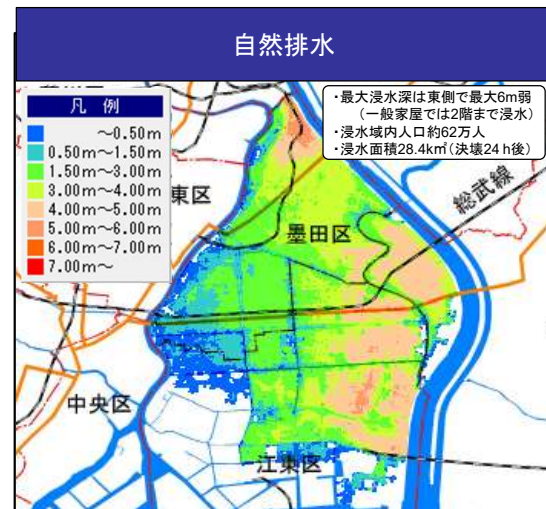 自然排水
凡 例
～0.50m
0.50m～1.50m
1.50m～3.00m
3.00m～4.00m
4.00m～5.00m
5.00m～6.00m
6.00m～7.00m
7.00m～
・最大浸水深は東側で最大6m弱
（一般家屋では2階まで浸水）
・浸水域内人口約62万人
・浸水面積28.4k㎡（決壊24ｈ後）
東区
総武線
墨田区
中央区
江東区